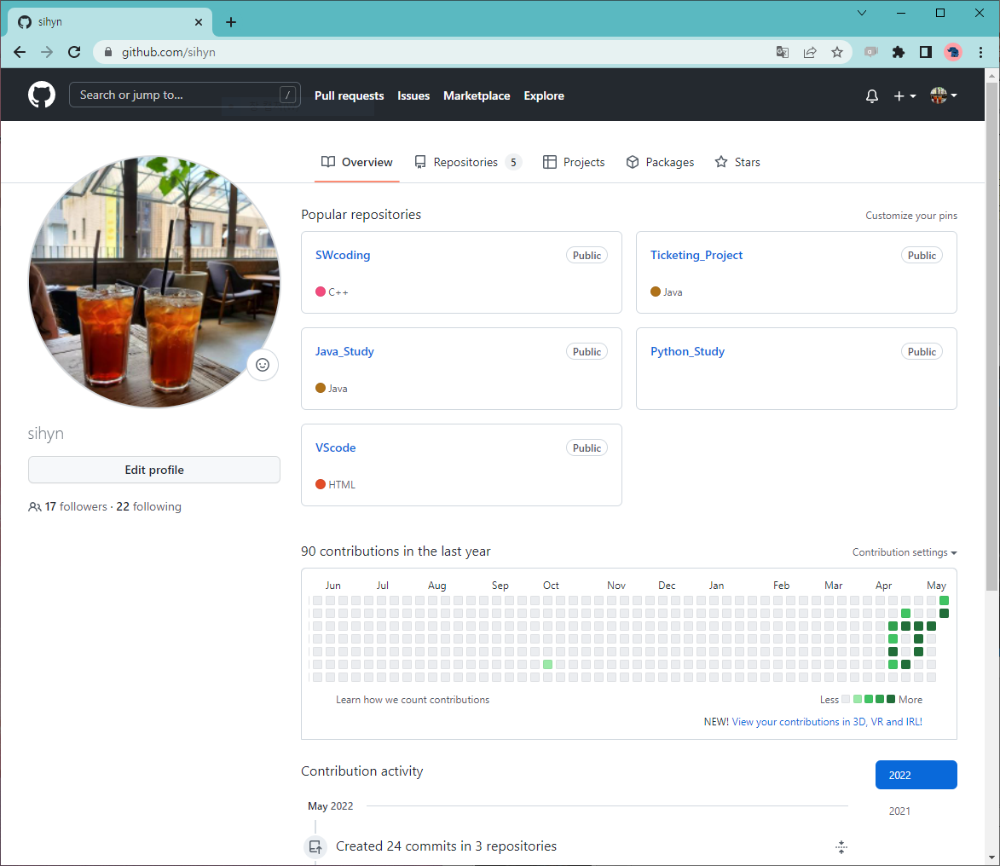 sihyn
github.com/sihyn
Search or jump to... /
Pull requests Issues Marketplace Explore
Overview Repositories 5 Projects Packages Stars
Popular repositories Customize your pins
SWcoding Public
C++
Ticketing_Project Public
Java
Java_Study Public
Java
Python_Study Public
VScode Public
HTML
sihyn
Edit profile
17 followers · 22 following
90 contributions in the last year Contribution settings
Jun Jul Aug Sep Oct Nov Dec Jan Feb Mar Apr May
Learn how we count contributions Less More
NEW! View your contributions in 3D, VR and IRL!
Contribution activity
2022
2021
May 2022
Created 24 commits in 3 repositories